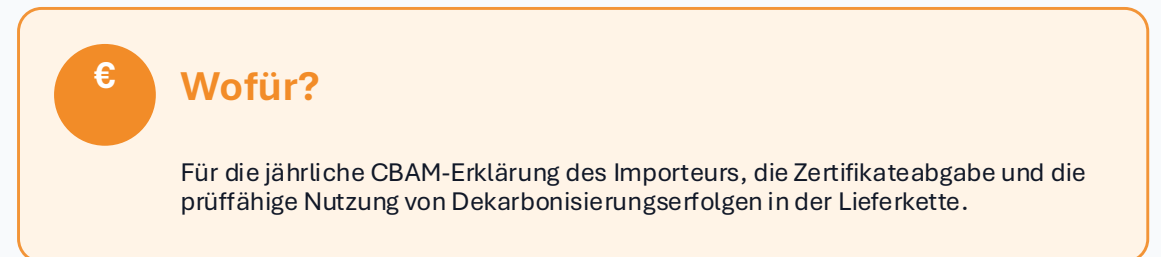 €
Wofür?
Für die jährliche CBAM-Erklärung des Importeurs, die Zertifikateabgabe und die
prüffähige Nutzung von Dekarbonisierungserfolgen in der Lieferkette.